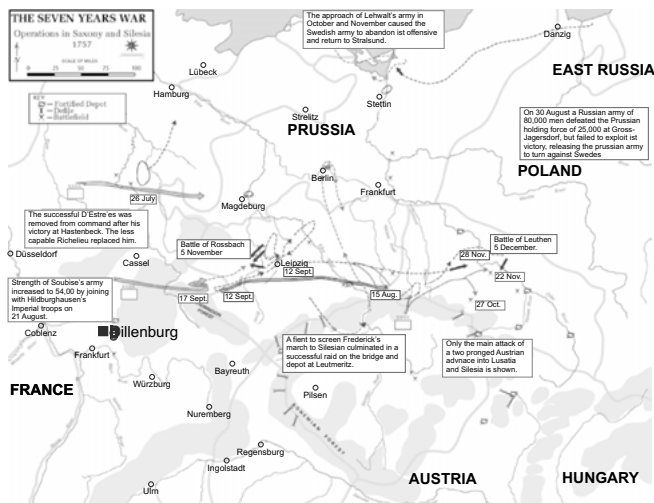 THE SEVEN YEARS WAR
Operations in Saxony and Silesia
1757
SCALE OF MILES
0 25 50 75 100
KEY
Fortified Depot
Defile
Battlefield
The approach of Lehwalt's army in
October and November caused the
Swedish army to abandon ist offensive
and return to Stralsund.
Danzig
EAST RUSSIA
Lübeck
Hamburg
Stettin
Strelitz
PRUSSIA
On 30 August a Russian army of
80,000 men defeated the Prussian
holding force of 25,000 at Gross-
Jagersdorf, but failed to exploit ist
victory, releasing the prussian army
to turn against Swedes
POLAND
Berlin
Frankfurt
26 July
Magdeburg
The successful D'Estre'es was
removed from command after his
victory at Hastenbeck. The less
capable Richelieu replaced him.
Battle of Rossbach
5 November
Battle of Leuthen
5 December.
28 Nov.
Düsseldorf
Cassel
Leipzig
12 Sept.
22 Nov.
Strength of Soubise's army
increased to 54,00 by joining
with Hildburghausen's
Imperial troops on
21 August.
17 Sept.
12 Sept.
15 Aug.
27 Oct.
Coblenz
Dillenburg
Frankfurt
A fient to screen Frederick's
march to Silesian culminated in a
successful raid on the bridge and
depot at Leutmeritz.
Only the main attack of
a two pronged Austrian
advnace into Lusatia
and Silesia is shown.
FRANCE
Würzburg
Bayreuth
Pilsen
Nuremberg
BOHEMIAN FOREST
Regensburg
Ingolstadt
Ulm
AUSTRIA
HUNGARY